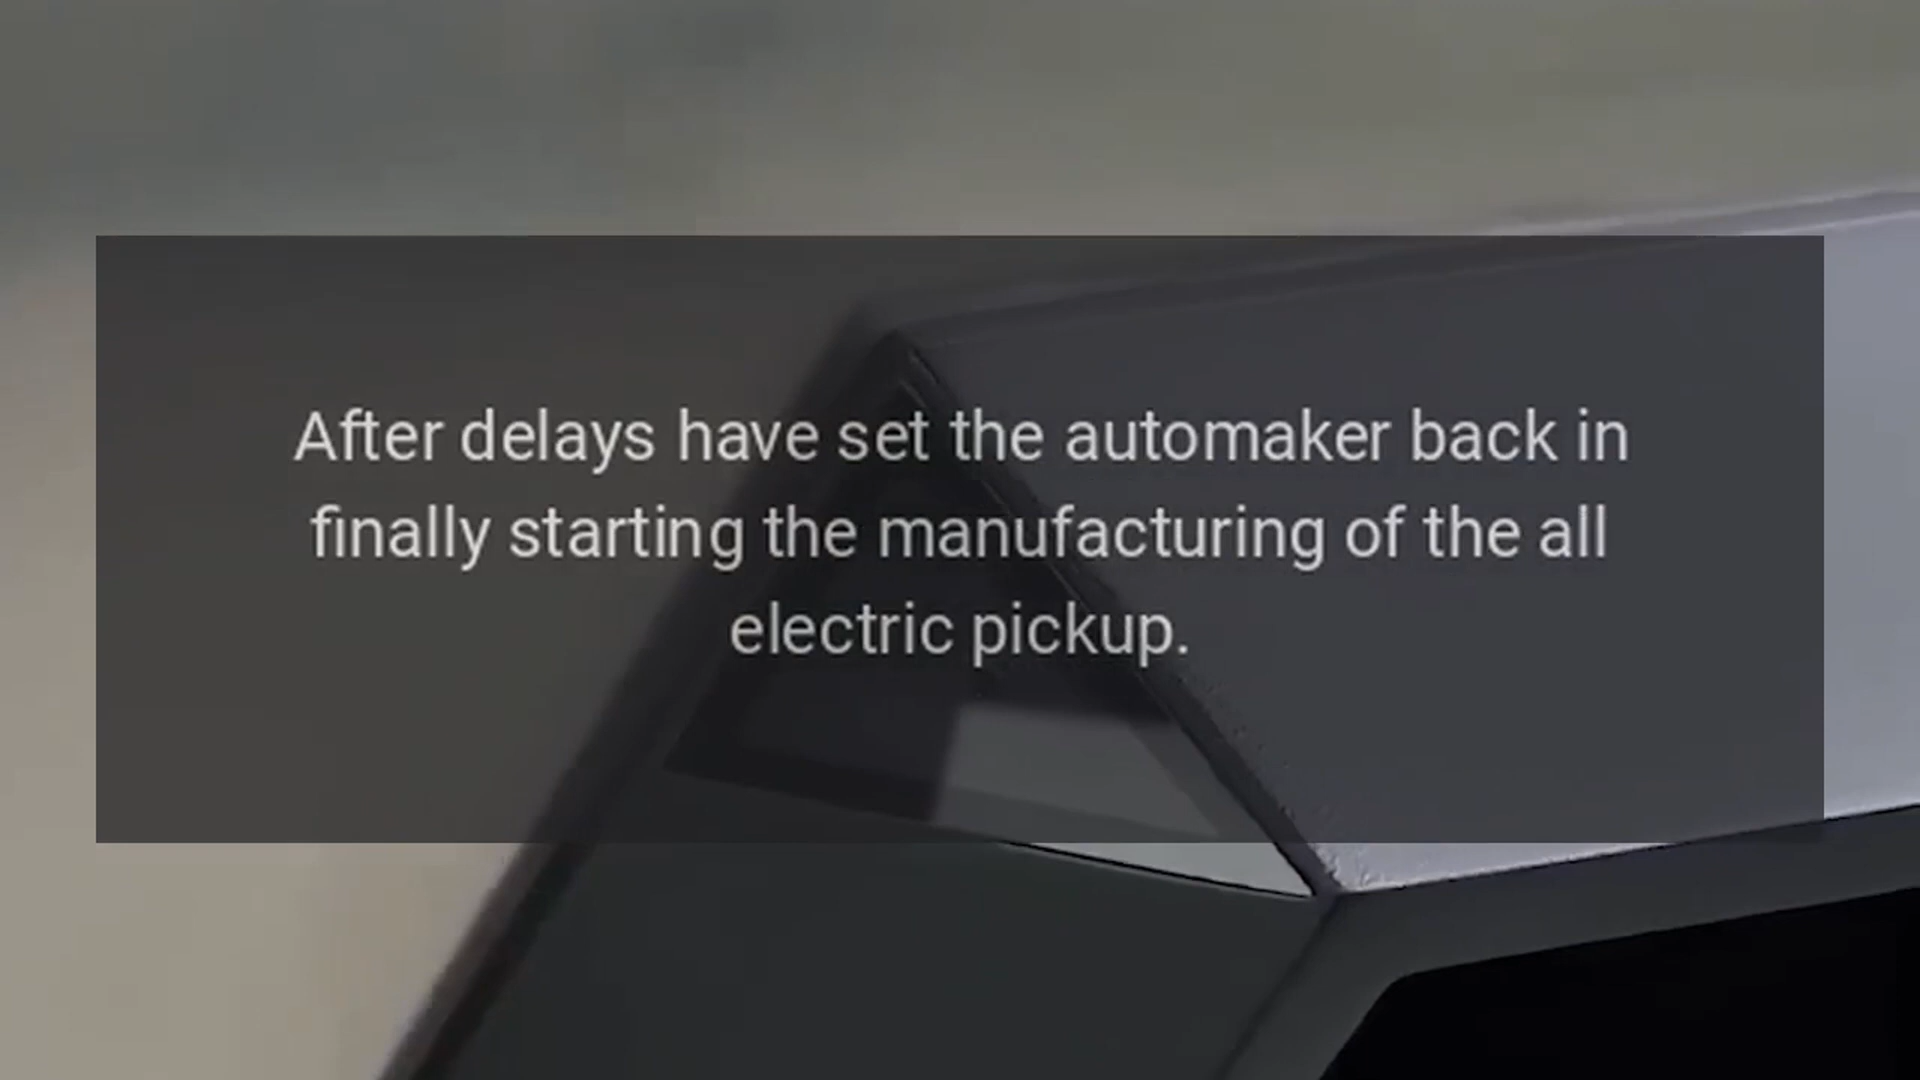 After delays have set the automaker back in
finally starting the manufacturing of the all
electric pickup.